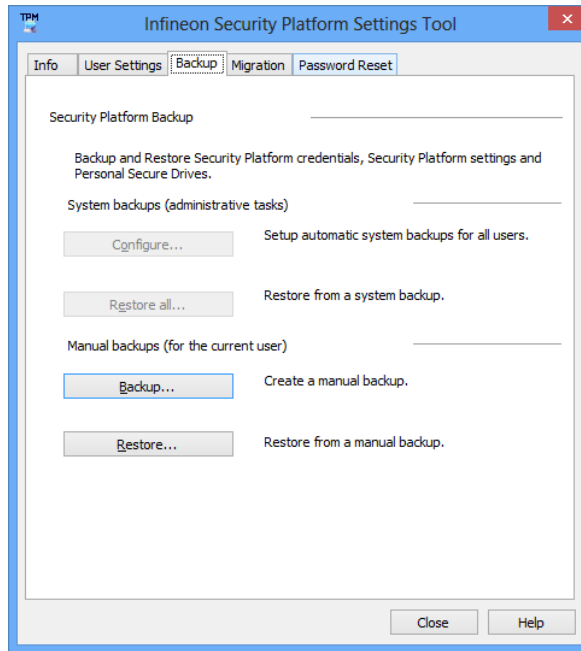 TPM
Infineon Security Platform Settings Tool
Info User Settings Backup Migration Password Reset
Security Platform Backup
Backup and Restore Security Platform credentials, Security Platform settings and
Personal Secure Drives.
System backups (administrative tasks)
Configure... Setup automatic system backups for all users.
Restore all... Restore from a system backup.
Manual backups (for the current user)
Backup... Create a manual backup.
Restore... Restore from a manual backup.
Close Help